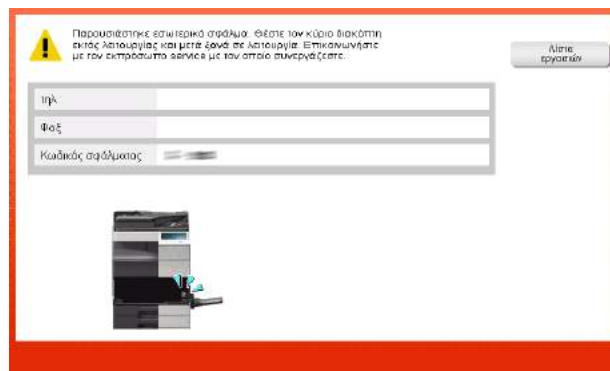 Παρουσιάστηκε εσωτερικό σφάλμα. Θέστε τον κύριο διακόπτη
εκτός λειτουργίας και μετά ξανά σε λειτουργία. Επικοινωνήστε
με τον εκπρόσωπο service με τον οποίο συνεργάζεστε.
Λίστα
εργασιών
τηλ
Φαξ
Κωδικός σφάλματος